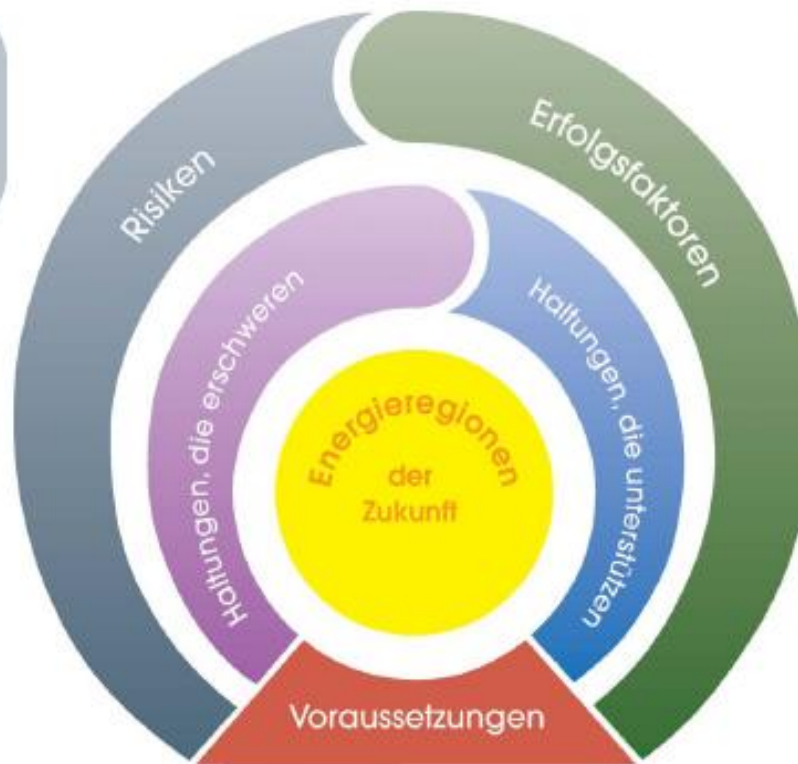 Risiken
Erfolgsfaktoren
Haltungen, die erschweren
Haltungen, die unterstützen
Energieregionen
der
Zukunft
Voraussetzungen